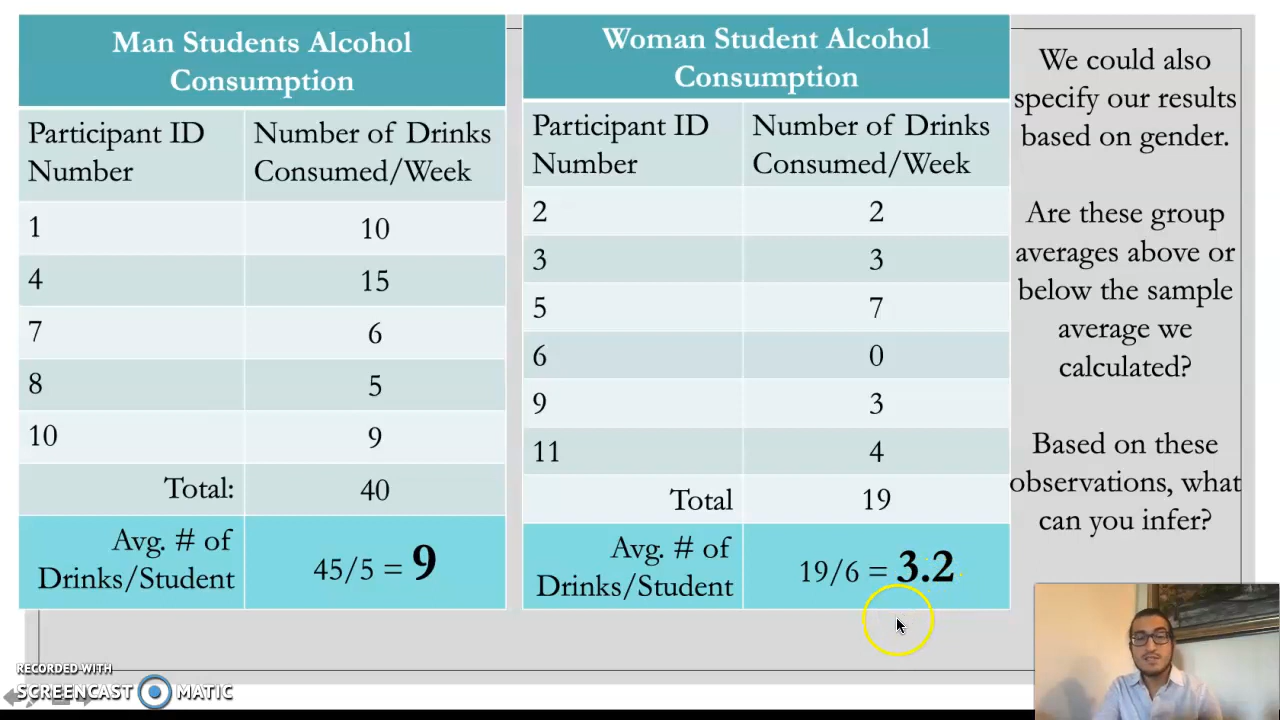 Man Students Alcohol
Consumption
Participant ID
Number
Number of Drinks
Consumed/Week
1
10
4
15
7
6
8
5
10
9
Total:
40
Avg. # of
Drinks/Student
45/5 = 9
Woman Student Alcohol
Consumption
Participant ID
Number
Number of Drinks
Consumed/Week
2
2
3
3
5
7
6
0
9
3
11
4
Total
19
Avg. # of
Drinks/Student
19/6 = 3.2
We could also
specify our results
based on gender.
Are these group
averages above or
below the sample
average we
calculated?
Based on these
observations, what
can you infer?
RECORDED WITH
SCREENCAST MATIC